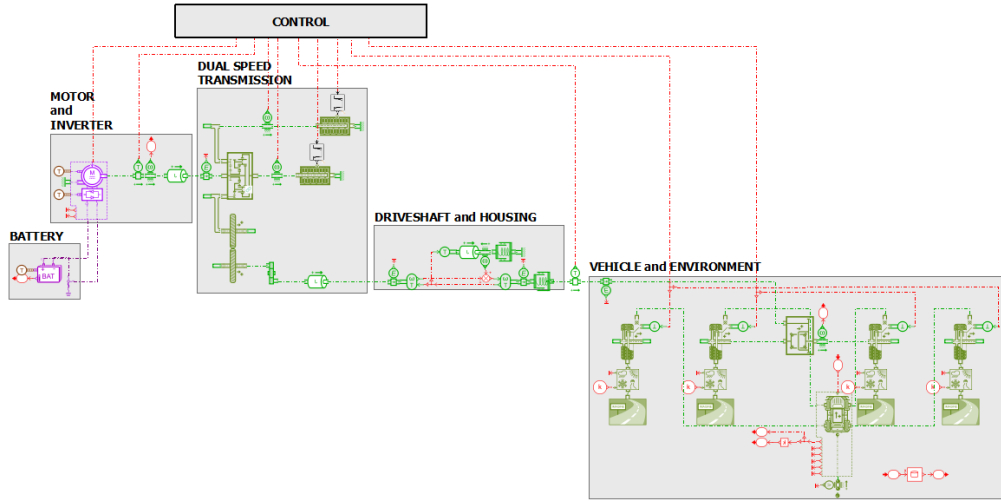 CONTROL
DUAL SPEED
TRANSMISSION
MOTOR
and
INVERTER
DRIVESHAFT and HOUSING
BATTERY
VEHICLE and ENVIRONMENT
T
T
M
T
BAT
T
T
L
E
L
T
L
E
E
T
E
k
k
k